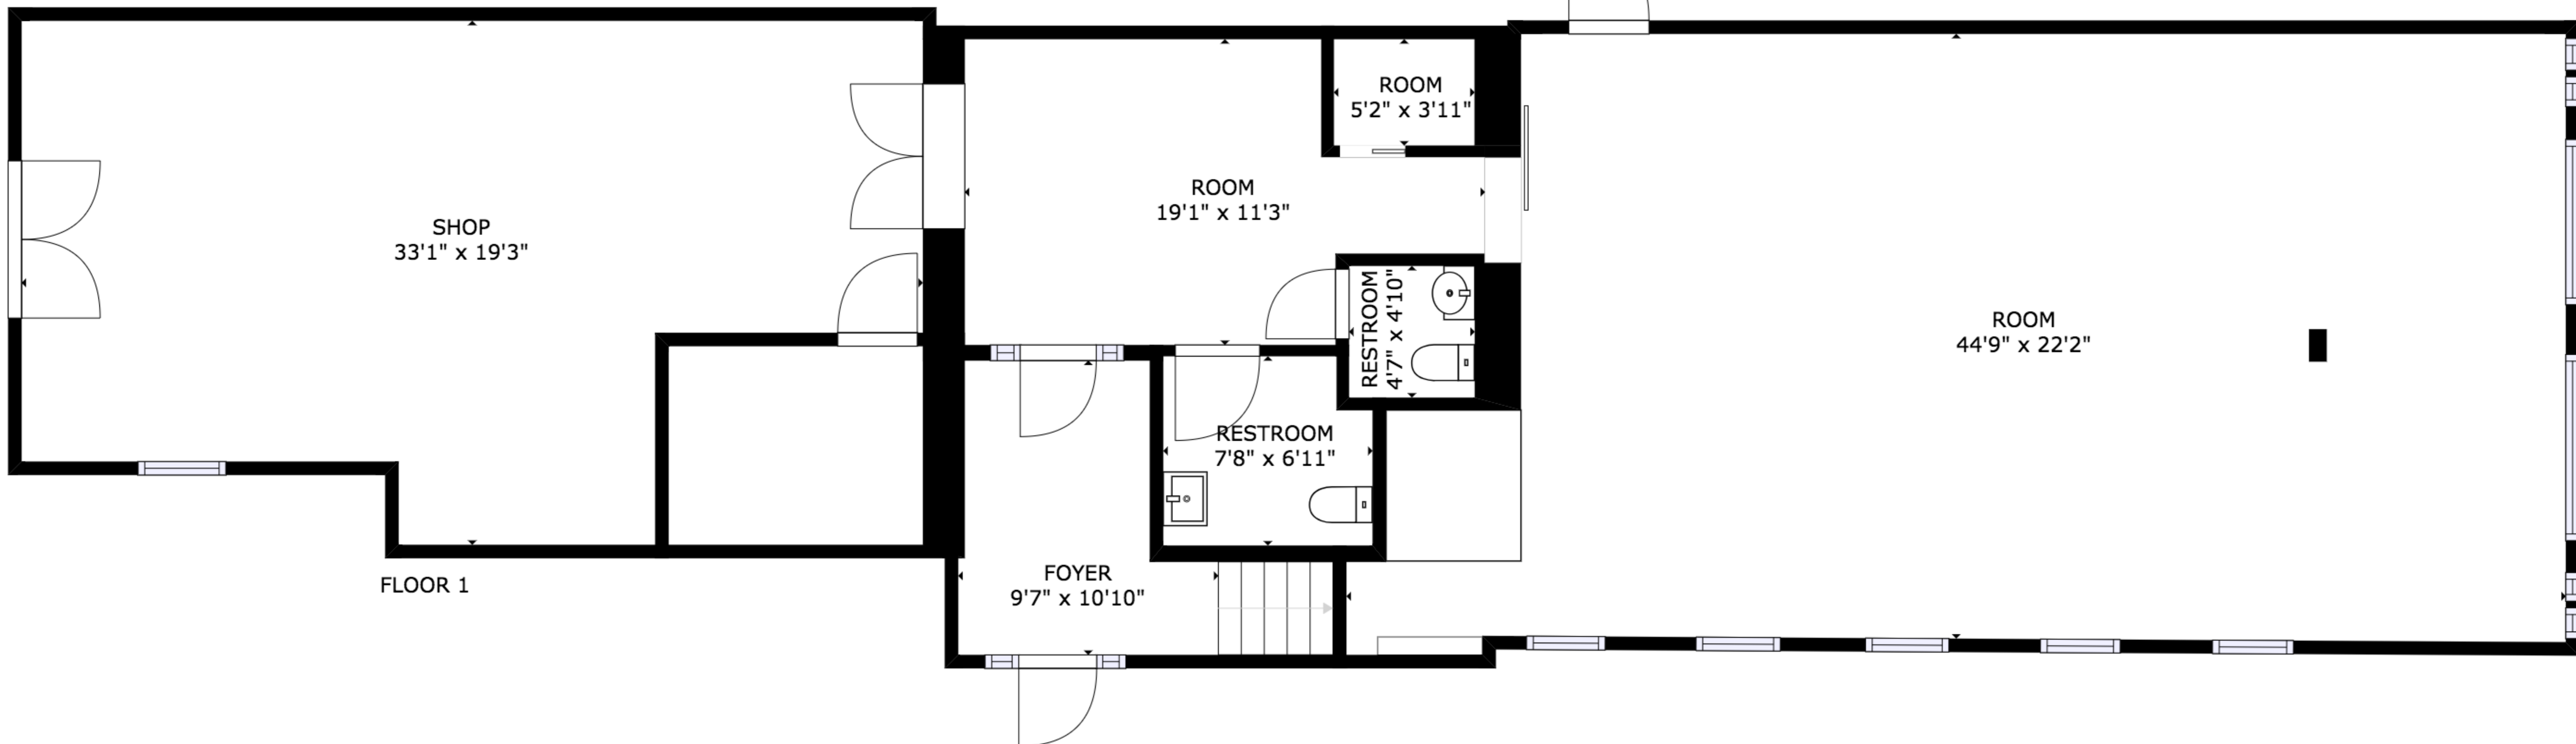 SHOP
33'1" x 19'3"
ROOM
19'1" x 11'3"
ROOM
5'2" x 3'11"
RESTROOM
4'7" x 4'10"
ROOM
44'9" x 22'2"
RESTROOM
7'8" x 6'11"
FOYER
9'7" x 10'10"
FLOOR 1